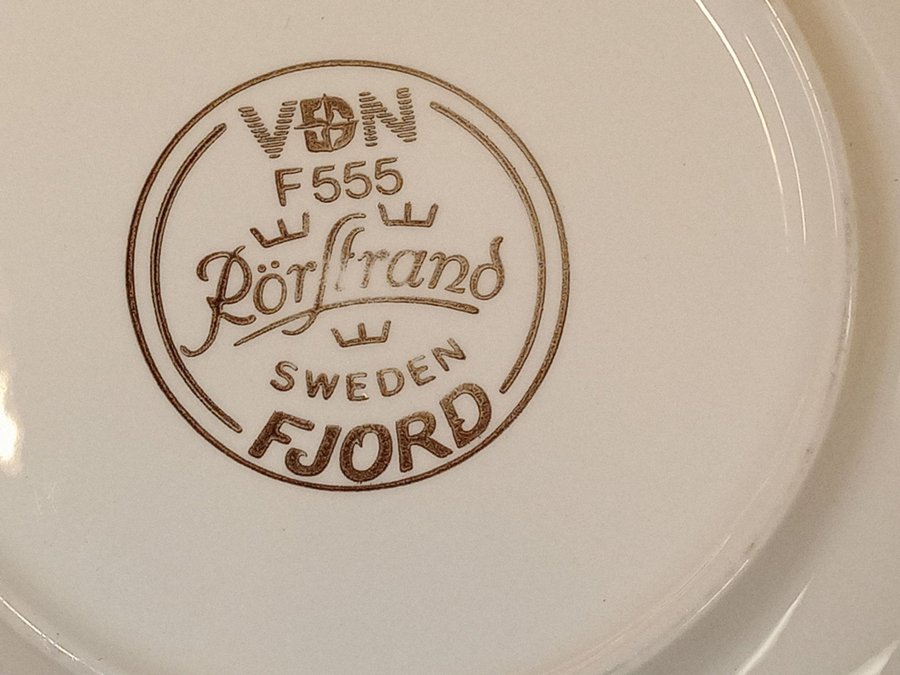 VDN
F555
Rörstrand
SWEDEN
FJORD